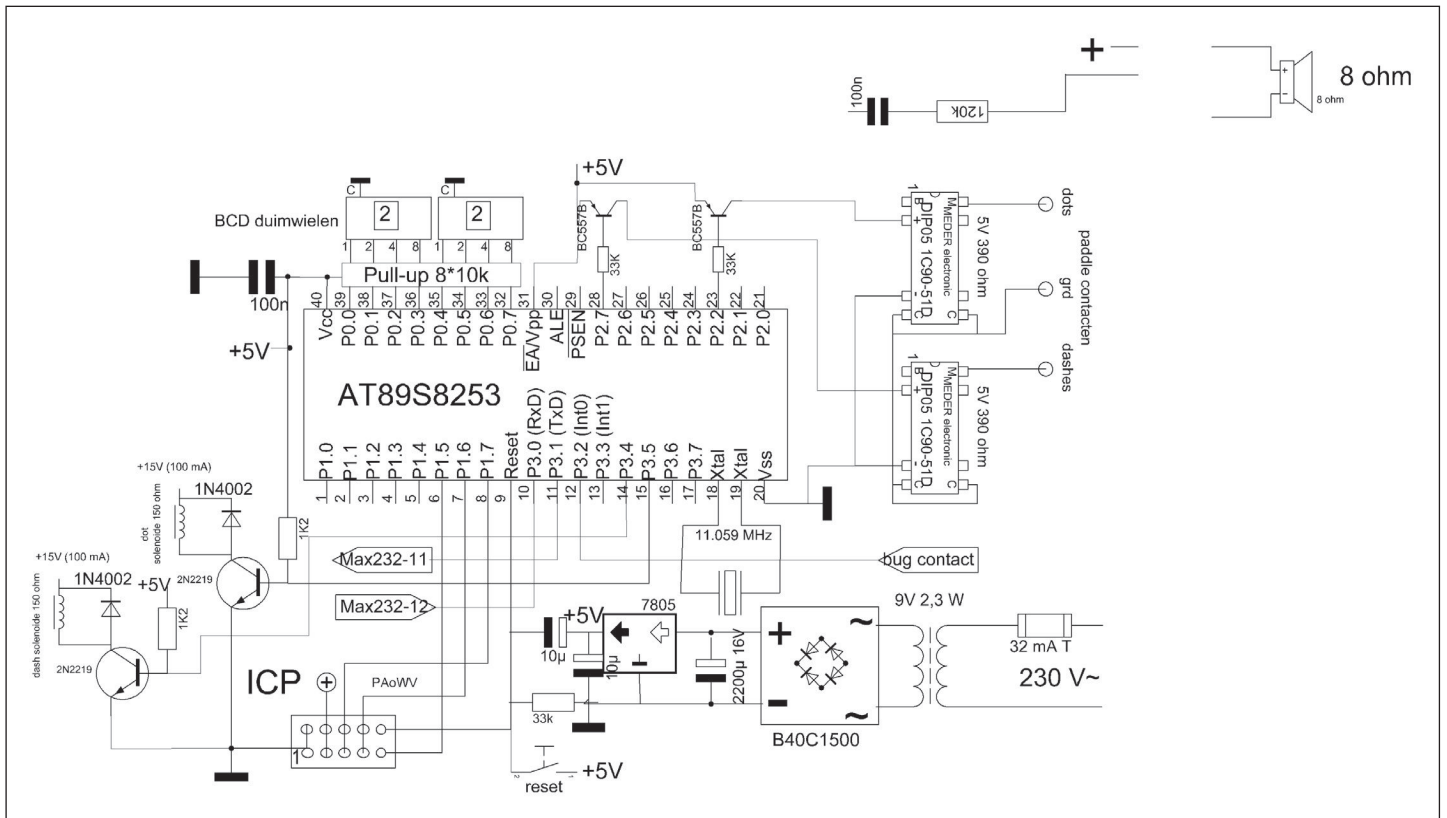 +
100n
120k
+
-
8 ohm
8 ohm
+5V
C
C
BCD duimwielen
2
2
1 2 4 8
1 2 4 8
Pull-up 8*10k
100n
+5V
BC557B
33K
BC557B
33K
40 39 38 37 36 35 34 33 32 31 30 29 28 27 26 25 24 23 22 21
Vcc P0.0 P0.1 P0.2 P0.3 P0.4 P0.5 P0.6 P0.7 EA/Vpp ALE PSEN P2.7 P2.6 P2.5 P2.4 P2.3 P2.2 P2.1 P2.0
AT89S8253
P1.0 P1.1 P1.2 P1.3 P1.4 P1.5 P1.6 P1.7 Reset P3.0 (RxD) P3.1 (TxD) P3.2 (Int0) P3.3 (Int1) P3.4 P3.5 P3.6 P3.7 Xtal Xtal Vss
1 2 3 4 5 6 7 8 9 10 11 12 13 14 15 16 17 18 19 20
1
B
+
-
C
M
C
MEDER electronic
DIP05 1C90-51D
5V 390 ohm
1
B
+
-
C
M
C
MEDER electronic
DIP05 1C90-51D
5V 390 ohm
dots
grd
dashes
paddle contacten
+15V (100 mA)
1N4002
dot
solenoide 150 ohm
2N2219
1K2
+15V (100 mA)
1N4002
dash solenoide 150 ohm
2N2219
+5V
1K2
Max232-11
Max232-12
bug contact
11.059 MHz
ICP
+
PAoWV
1
+5V
10µ
10µ
7805
33k
2200µ 16V
+
-
~
~
B40C1500
9V 2,3 W
32 mA T
230 V~
2
1
+5V
reset